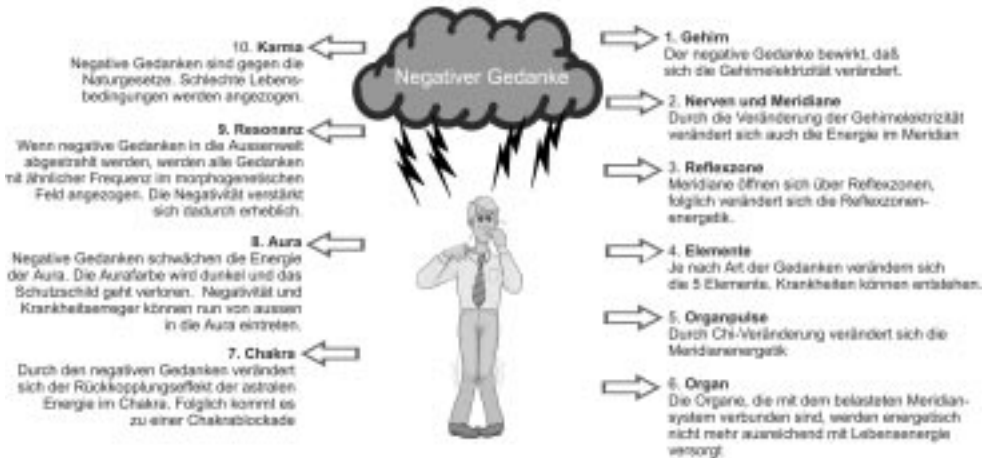 Negativer Gedanke
1. Gehirn
Der negative Gedanke bewirkt, daß
sich die Gehirnelektrizität verändert.
2. Nerven und Meridiane
Durch die Veränderung der Gehirnelektrizität
verändert sich auch die Energie im Meridian
3. Reflexzone
Meridiane öffnen sich über Reflexzonen,
folglich verändert sich die Reflexzonen-
energetik.
4. Elemente
Je nach Art der Gedanken verändern sich
die 5 Elemente. Krankheiten können entstehen.
5. Organpulse
Durch Chi-Veränderung verändert sich die
Meridianenergetik
6. Organ
Die Organe, die mit dem belasteten Meridian-
system verbunden sind, werden energetisch
nicht mehr ausreichend mit Lebensenergie
versorgt
7. Chakra
Durch den negativen Gedanken verändert
sich der Rückkopplungseffekt der astralen
Energie im Chakra. Folglich kommt es
zu einer Chakrablockade
8. Aura
Negative Gedanken schwächen die Energie
der Aura. Die Aurafarbe wird dunkel und das
Schutzschild geht verloren. Negativität und
Krankheitserreger können nun von aussen
in die Aura eintreten.
9. Resonanz
Wenn negative Gedanken in die Aussenwelt
abgestrahlt werden, werden alle Gedanken
mit ähnlicher Frequenz im morphogenetischen
Feld angezogen. Die Negativität verstärkt
sich dadurch erheblich.
10. Karma
Negative Gedanken sind gegen die
Naturgesetze. Schlechte Lebens-
bedingungen werden angezogen.